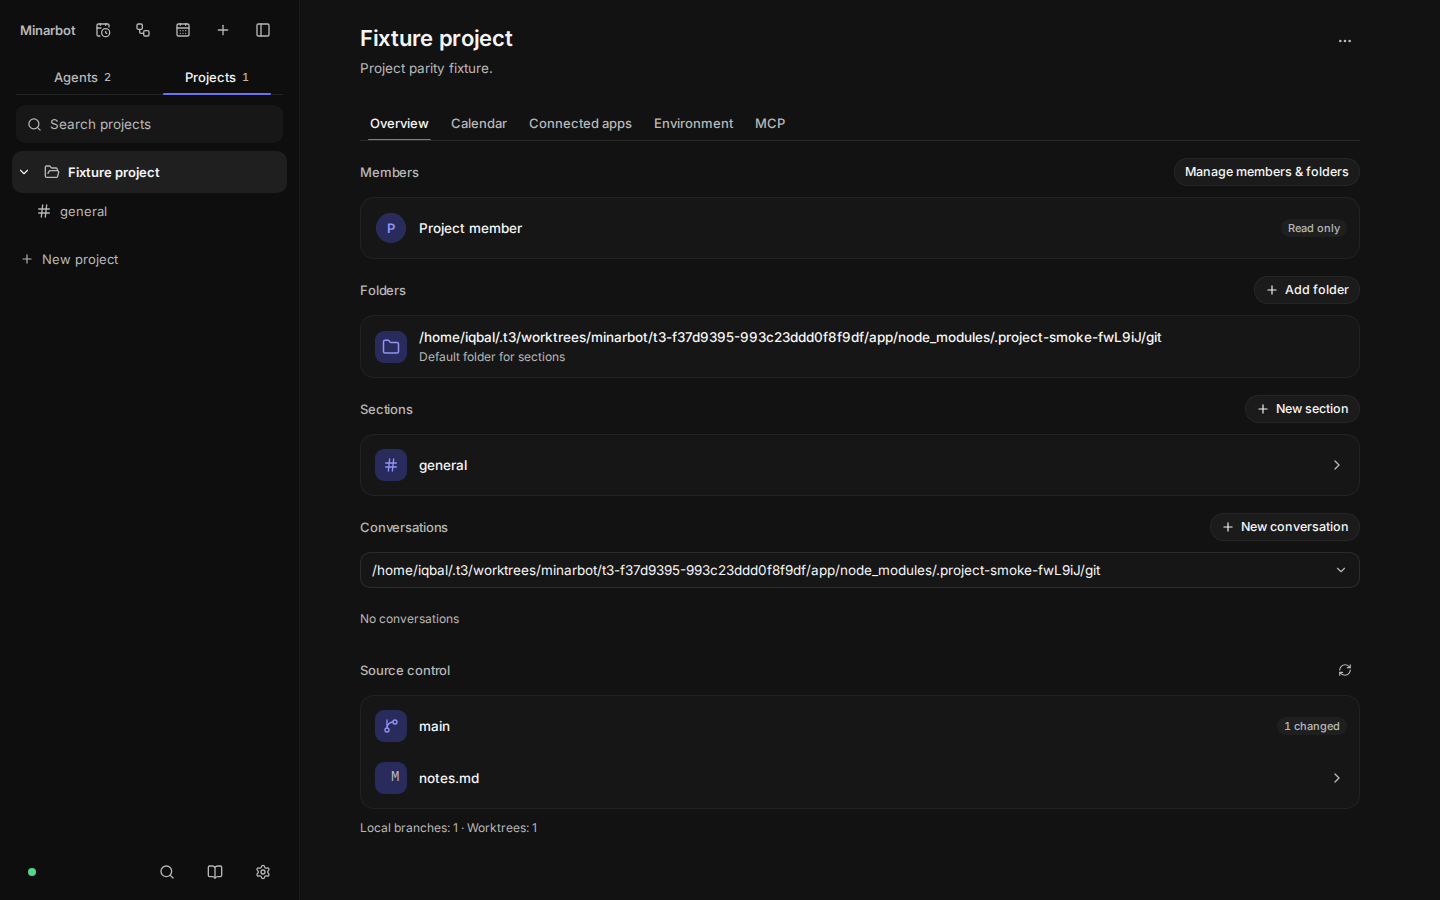 Minarbot
Agents 2
Projects 1
Search projects
Fixture project
general
New project
Fixture project
Project parity fixture.
Overview
Calendar
Connected apps
Environment
MCP
Members
Manage members & folders
P
Project member
Read only
Folders
Add folder
/home/iqbal/.t3/worktrees/minarbot/t3-f37d9395-993c23ddd0f8f9df/app/node_modules/.project-smoke-fwL9iJ/git
Default folder for sections
Sections
New section
general
Conversations
New conversation
/home/iqbal/.t3/worktrees/minarbot/t3-f37d9395-993c23ddd0f8f9df/app/node_modules/.project-smoke-fwL9iJ/git
No conversations
Source control
main
1 changed
M
notes.md
Local branches: 1 · Worktrees: 1